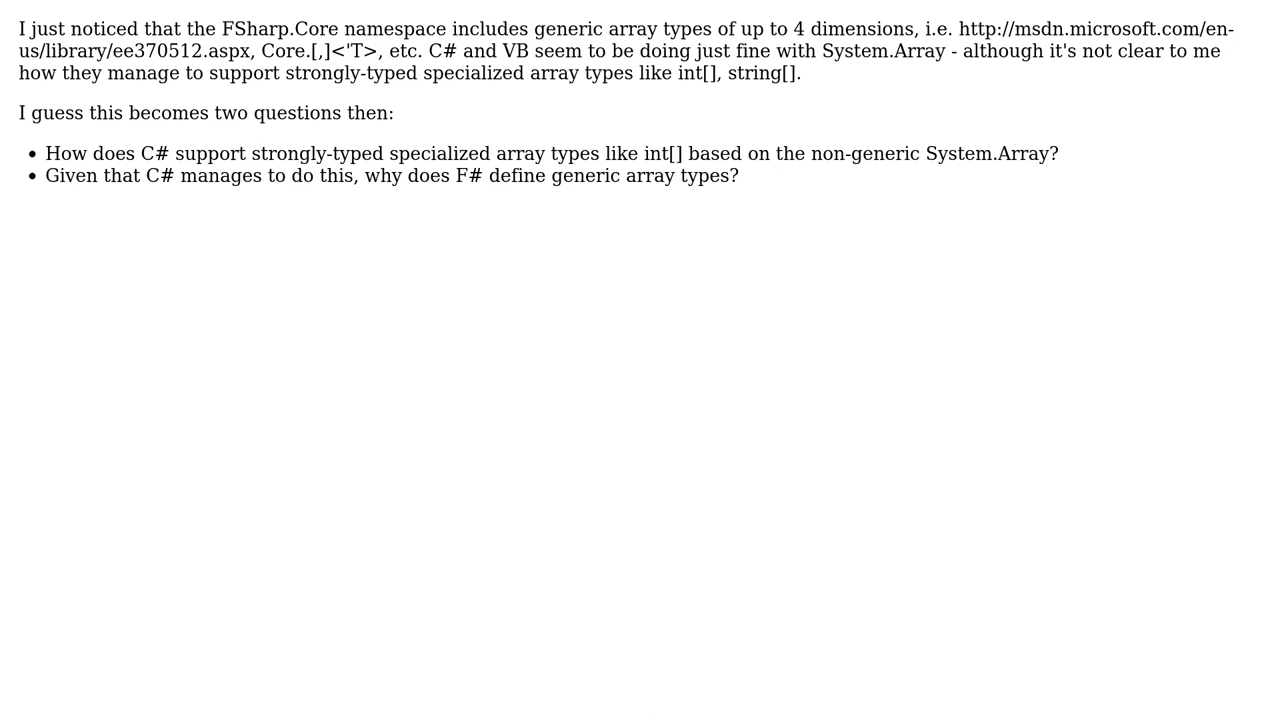 I just noticed that the FSharp.Core namespace includes generic array types of up to 4 dimensions, i.e. http://msdn.microsoft.com/en-
us/library/ee370512.aspx, Core.[,]<'T>, etc. C# and VB seem to be doing just fine with System.Array - although it's not clear to me
how they manage to support strongly-typed specialized array types like int[], string[].
I guess this becomes two questions then:
• How does C# support strongly-typed specialized array types like int[] based on the non-generic System.Array?
• Given that C# manages to do this, why does F# define generic array types?